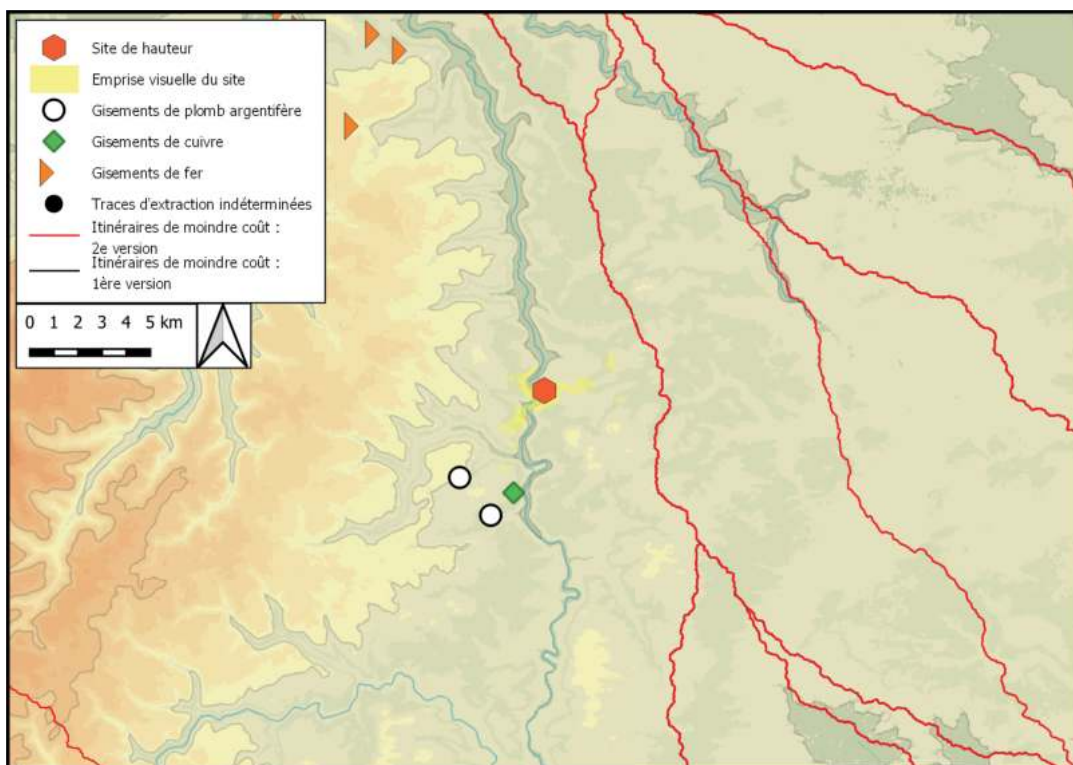 Site de hauteur
Emprise visuelle du site
Gisements de plomb argentifère
Gisements de cuivre
Gisements de fer
Traces d'extraction indéterminées
Itinéraires de moindre coût :
2e version
Itinéraires de moindre coût :
1ère version
0 1 2 3 4 5 km